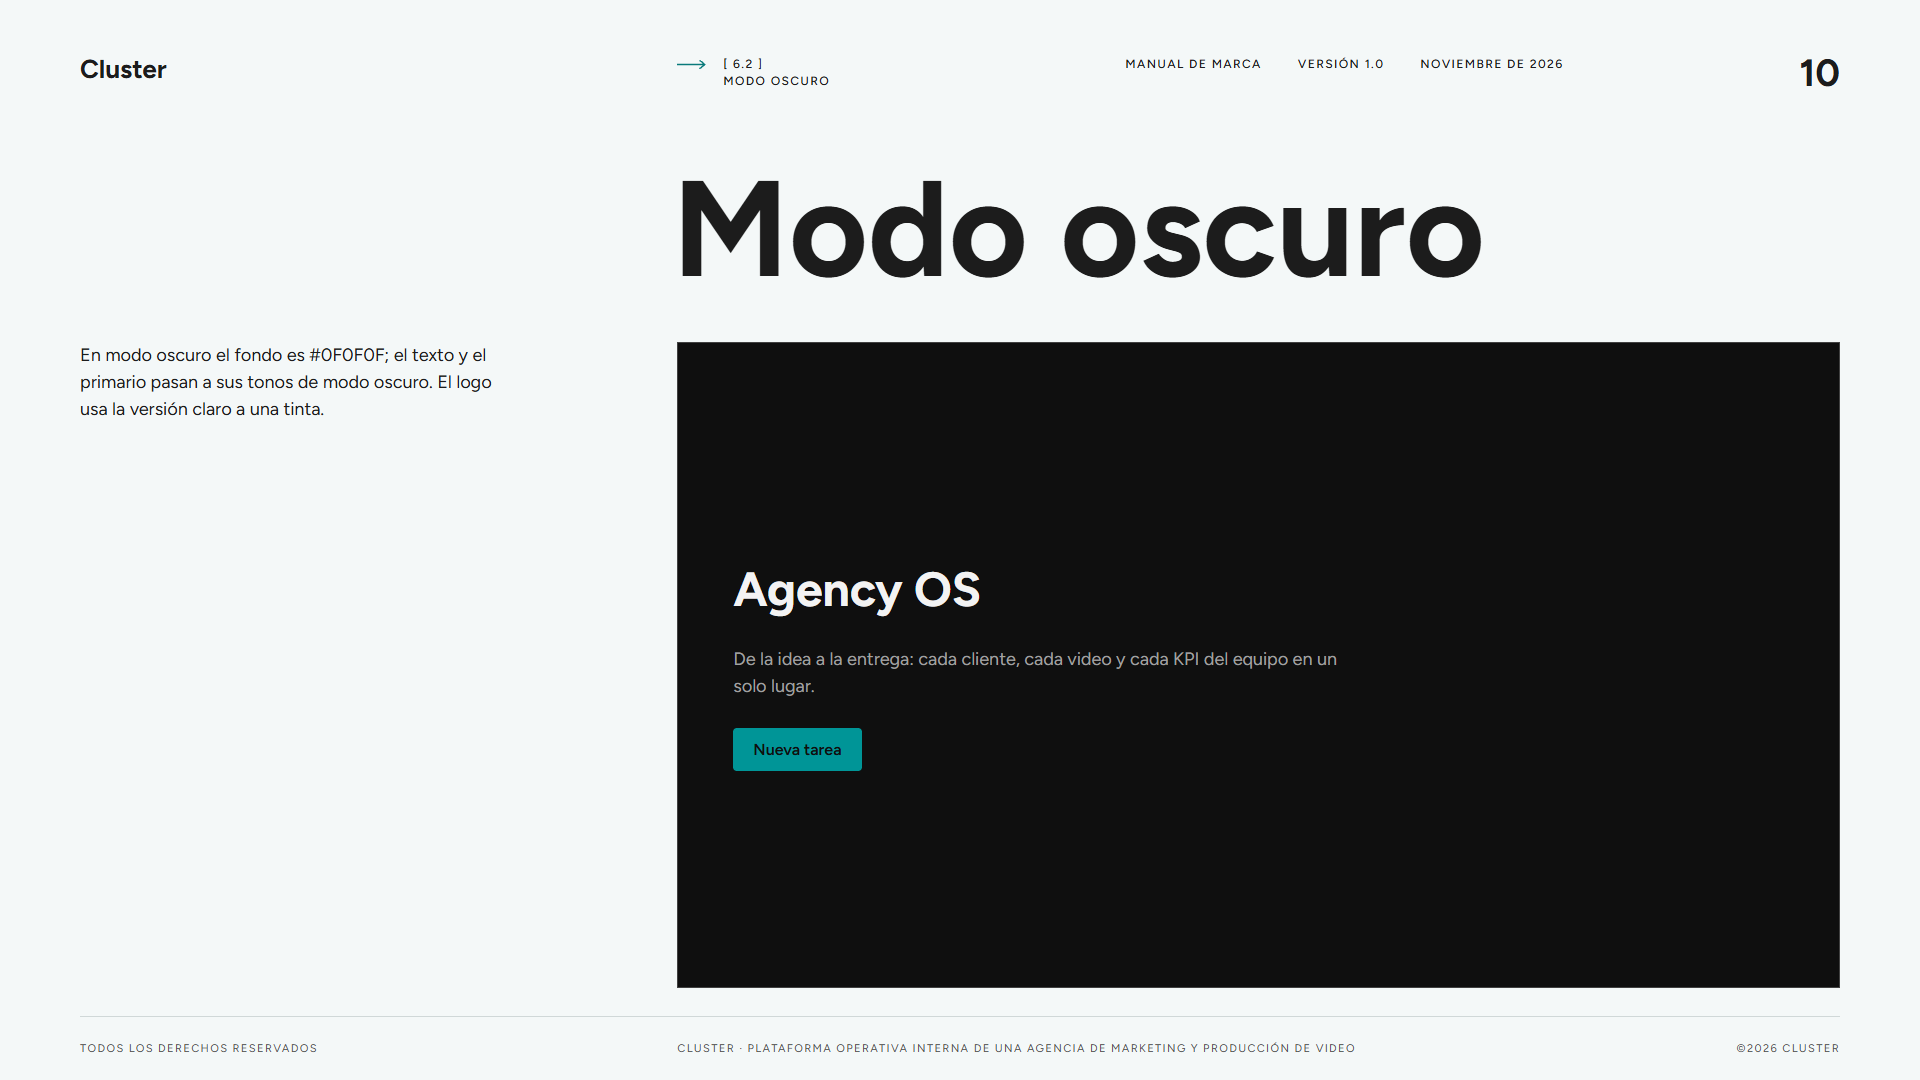 Cluster
[ 6.2 ]
MODO OSCURO
MANUAL DE MARCA
VERSIÓN 1.0
NOVIEMBRE DE 2026
10
Modo oscuro
En modo oscuro el fondo es #0F0F0F; el texto y el
primario pasan a sus tonos de modo oscuro. El logo
usa la versión claro a una tinta.
Agency OS
De la idea a la entrega: cada cliente, cada video y cada KPI del equipo en un
solo lugar.
Nueva tarea
TODOS LOS DERECHOS RESERVADOS
CLUSTER · PLATAFORMA OPERATIVA INTERNA DE UNA AGENCIA DE MARKETING Y PRODUCCIÓN DE VIDEO
©2026 CLUSTER